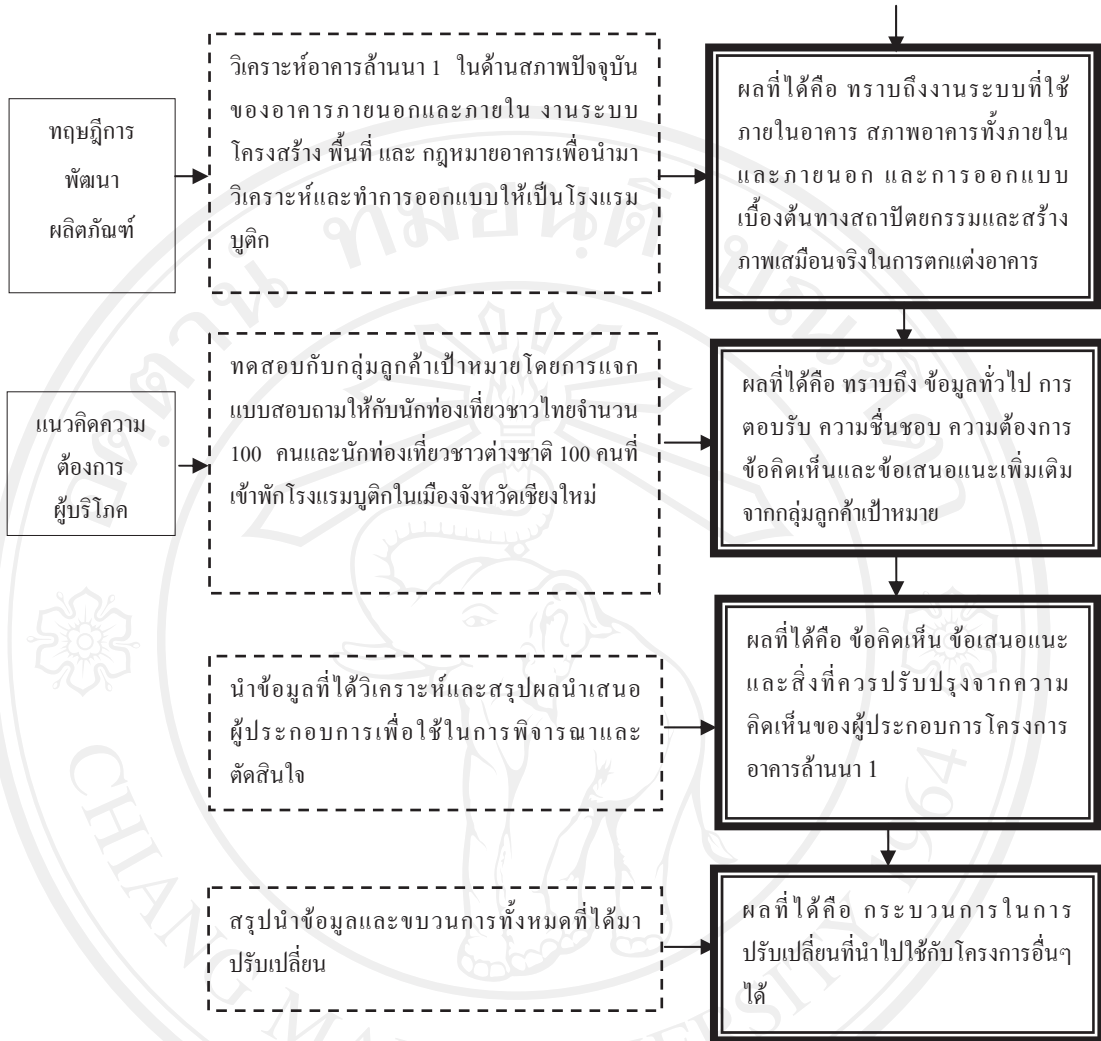 ทฤษฎีการ
พัฒนา
ผลิตภัณฑ์
วิเคราะห์อาคารล้านนา 1 ในด้านสภาพปัจจุบัน
ของอาคารภายนอกและภายใน งานระบบ
โครงสร้าง พื้นที่ และ กฎหมายอาคารเพื่อนำมา
วิเคราะห์และทำการออกแบบให้เป็นโรงแรม
บูติก
ผลที่ได้คือ ทราบถึงงานระบบที่ใช้
ภายในอาคาร สภาพอาคารทั้งภายใน
และภายนอก และการออกแบบ
เบื้องต้นทางสถาปัตยกรรมและสร้าง
ภาพเสมือนจริงในการตกแต่งอาคาร
แนวคิดความ
ต้องการ
ผู้บริโภค
ทดสอบกับกลุ่มลูกค้าเป้าหมายโดยการแจก
แบบสอบถามให้กับนักท่องเที่ยวชาวไทยจำนวน
100 คนและนักท่องเที่ยวชาวต่างชาติ 100 คนที่
เข้าพักโรงแรมบูติกในเมืองจังหวัดเชียงใหม่
ผลที่ได้คือ ทราบถึง ข้อมูลทั่วไป การ
ตอบรับ ความชื่นชอบ ความต้องการ
ข้อคิดเห็นและข้อเสนอแนะเพิ่มเติม
จากกลุ่มลูกค้าเป้าหมาย
นำข้อมูลที่ได้วิเคราะห์และสรุปผลนำเสนอ
ผู้ประกอบการเพื่อใช้ในการพิจารณาและ
ตัดสินใจ
ผลที่ได้คือ ข้อคิดเห็น ข้อเสนอแนะ
และสิ่งที่ควรปรับปรุงจากความ
คิดเห็นของผู้ประกอบการโครงการ
อาคารล้านนา 1
สรุปนำข้อมูลและขบวนการทั้งหมดที่ได้มา
ปรับเปลี่ยน
ผลที่ได้คือ กระบวนการในการ
ปรับเปลี่ยนที่นำไปใช้กับโครงการอื่นๆ
ได้